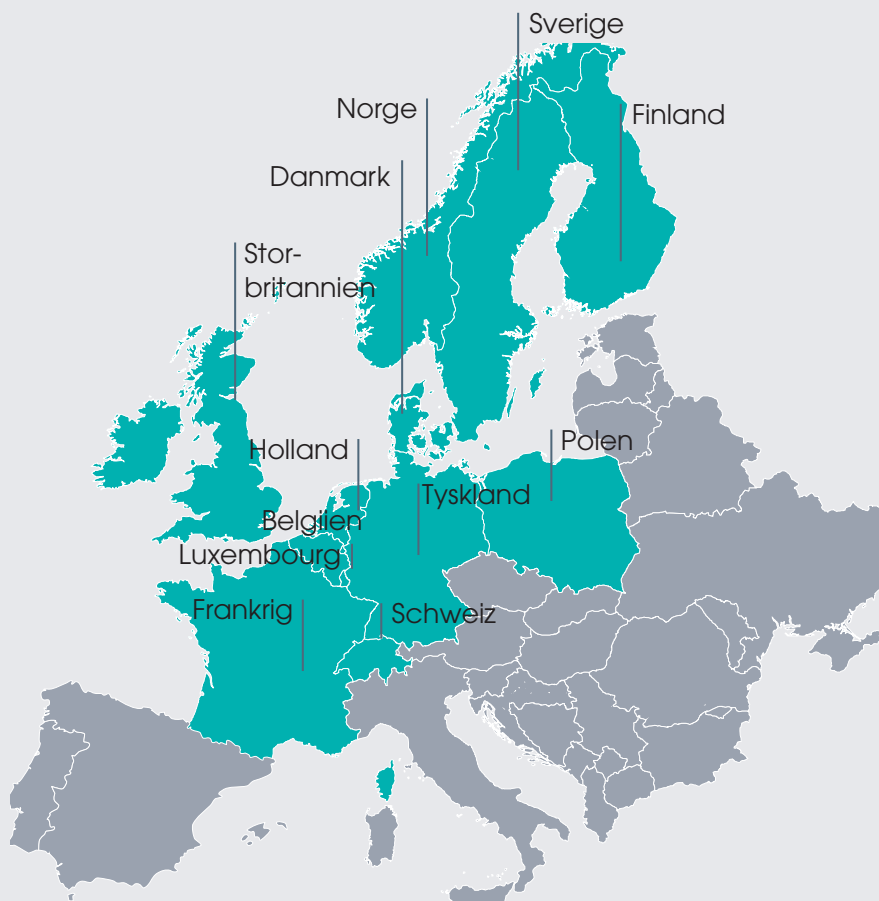 Sverige
Norge
Finland
Danmark
Stor-
britannien
Holland
Polen
Tyskland
Belgiien
Luxembourg
Frankrig
Schweiz